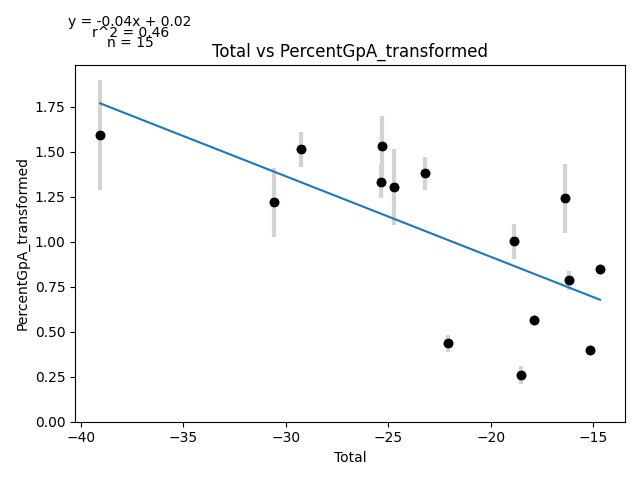 y = -0.04x + 0.02
r^2 = 0.46
n = 15
Total vs PercentGpA_transformed
PercentGpA_transformed
1.75
1.50
1.25
1.00
0.75
0.50
0.25
0.00
−40
−35
−30
−25
−20
−15
Total